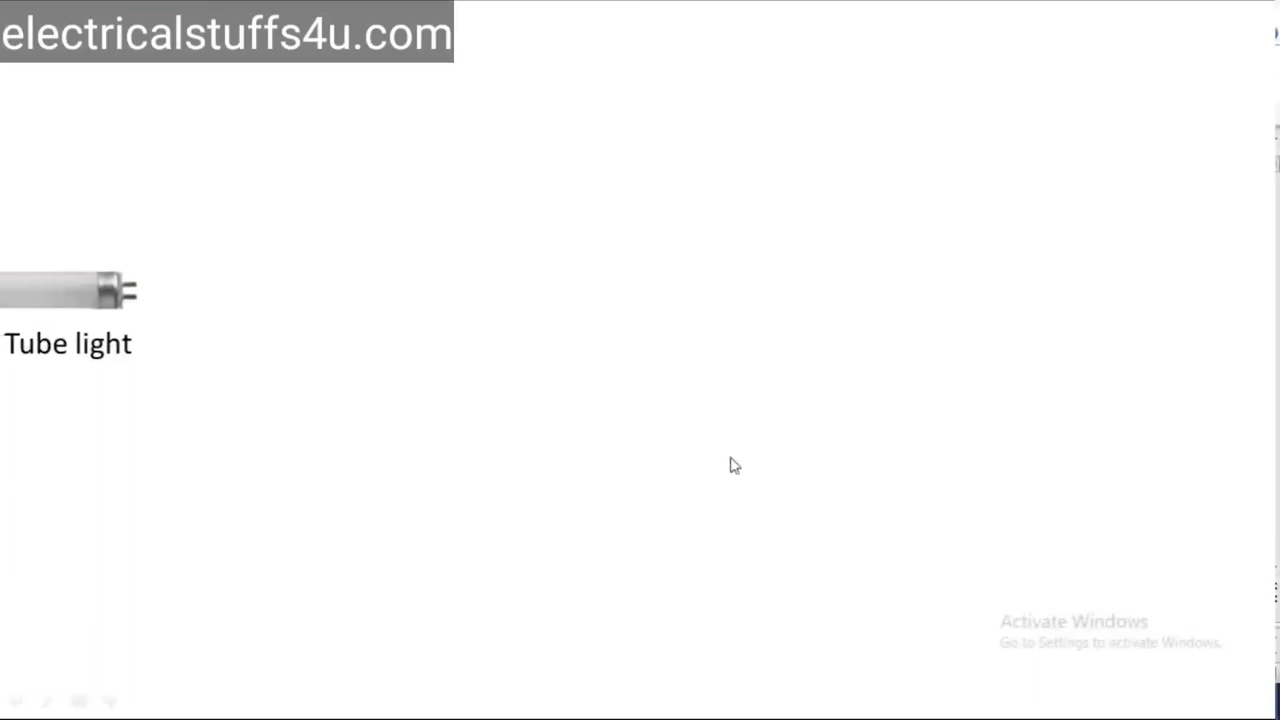 electricalstuffs4u.com
Tube light
Activate Windows
Go to Settings to activate Windows.